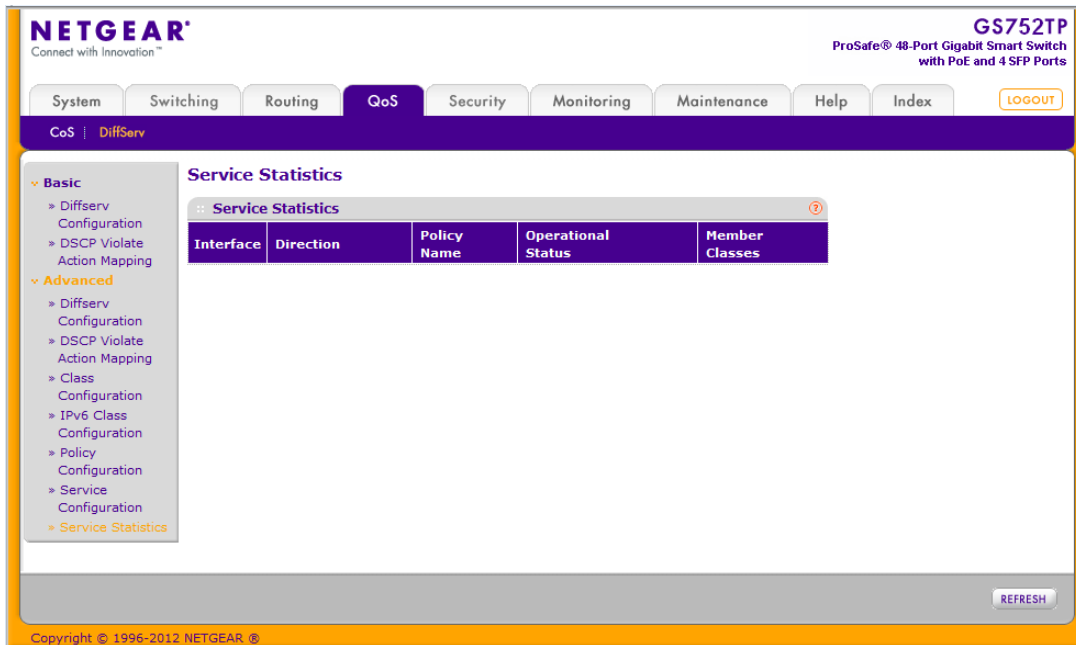 NETGEAR®
Connect with Innovation™
GS752TP
ProSafe® 48-Port Gigabit Smart Switch
with PoE and 4 SFP Ports
System Switching Routing QoS Security Monitoring Maintenance Help Index LOGOUT
CoS | DiffServ
Basic
» Diffserv
Configuration
» DSCP Violate
Action Mapping
Advanced
» Diffserv
Configuration
» DSCP Violate
Action Mapping
» Class
Configuration
» IPv6 Class
Configuration
» Policy
Configuration
» Service
Configuration
» Service Statistics
Service Statistics
Service Statistics ?
Interface Direction Policy Name Operational Status Member Classes
REFRESH
Copyright © 1996-2012 NETGEAR ®